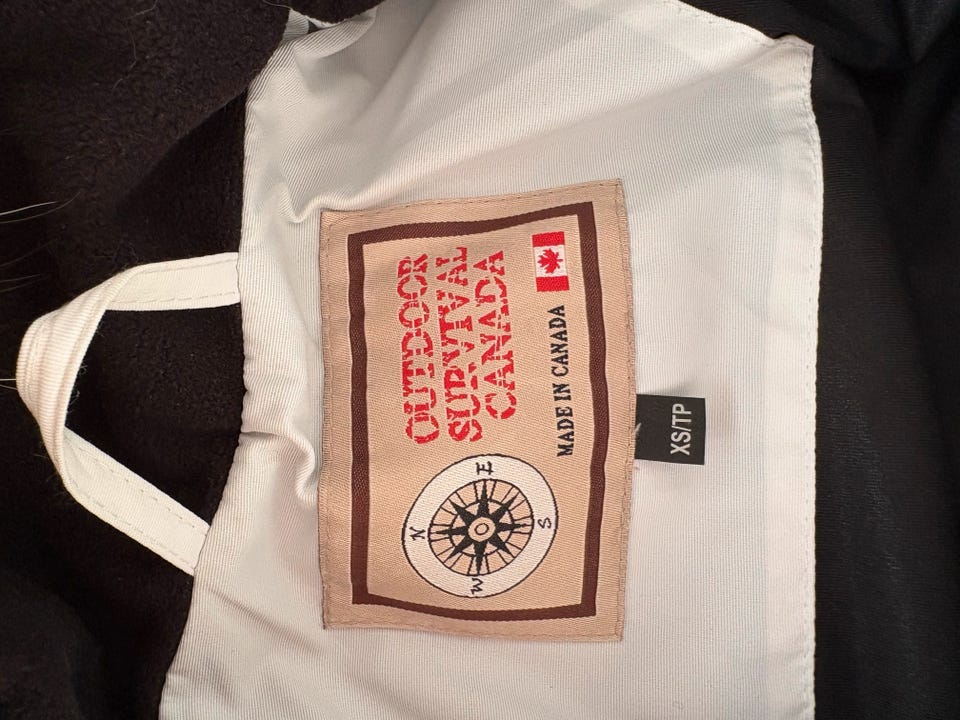 OUTDOOR
SURVIVAL
CANADA
MADE IN CANADA
N
E
S
W
XS/TP